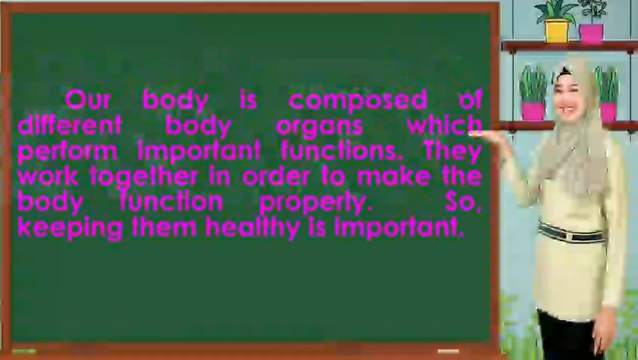 Our body is composed of
different body organs which
perform important functions. They
work together in order to make the
body function properly. So,
keeping them healthy is important.